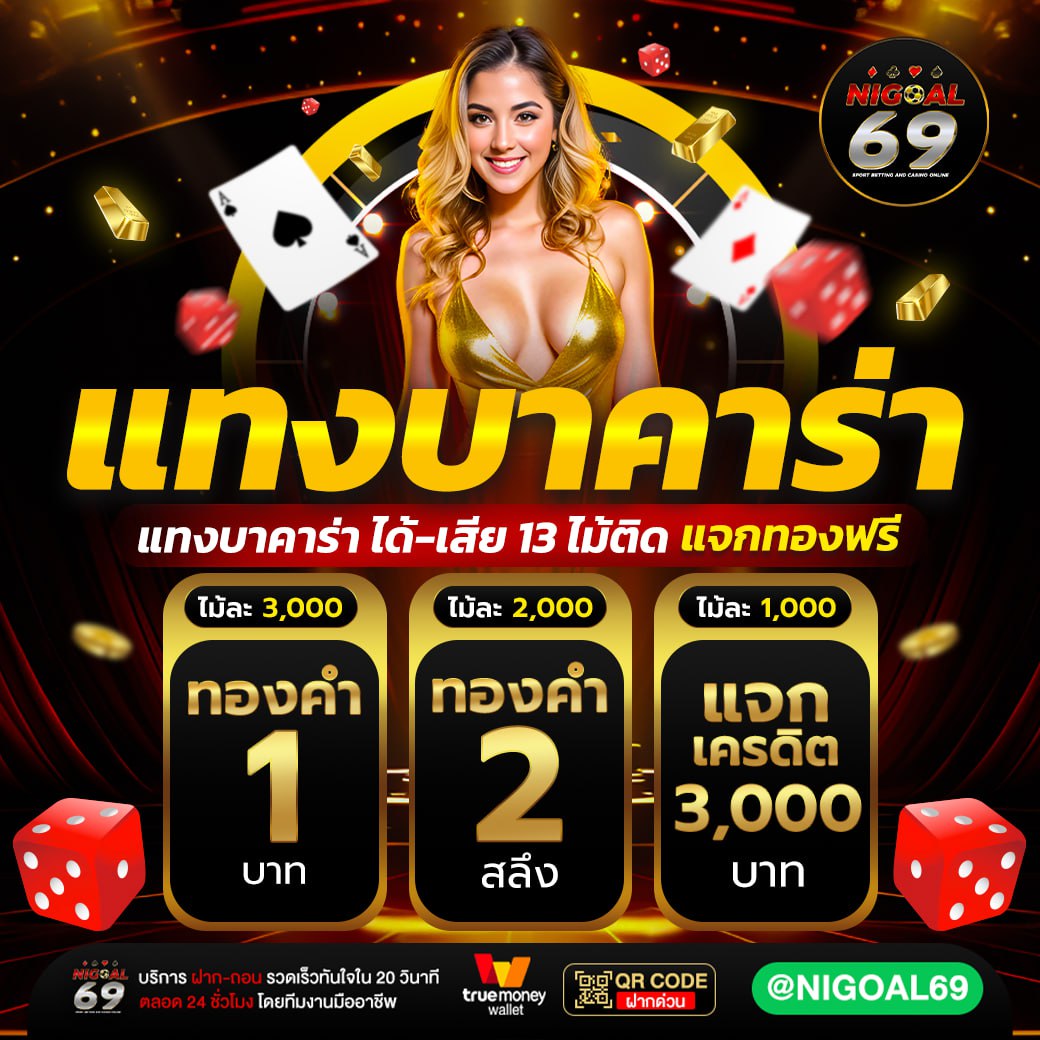 NIGOAL
69
SPORT BETTING AND CASINO ONLINE
A
A
แทงบาคาร่า
แทงบาคาร่า ได้-เสีย 13 ไม้ติด แจกทองฟรี
ไม้ละ 3,000
ทองคำ
1
บาท
ไม้ละ 2,000
ทองคำ
2
สลึง
ไม้ละ 1,000
แจก
เครดิต
3,000
บาท
NIGOAL
69
บริการ ฝาก-ถอน รวดเร็วทันใจใน 20 วินาที
ตลอด 24 ชั่วโมง โดยทีมงานมืออาชีพ
truemoney
wallet
QR CODE
ฝากด่วน
@NIGOAL69